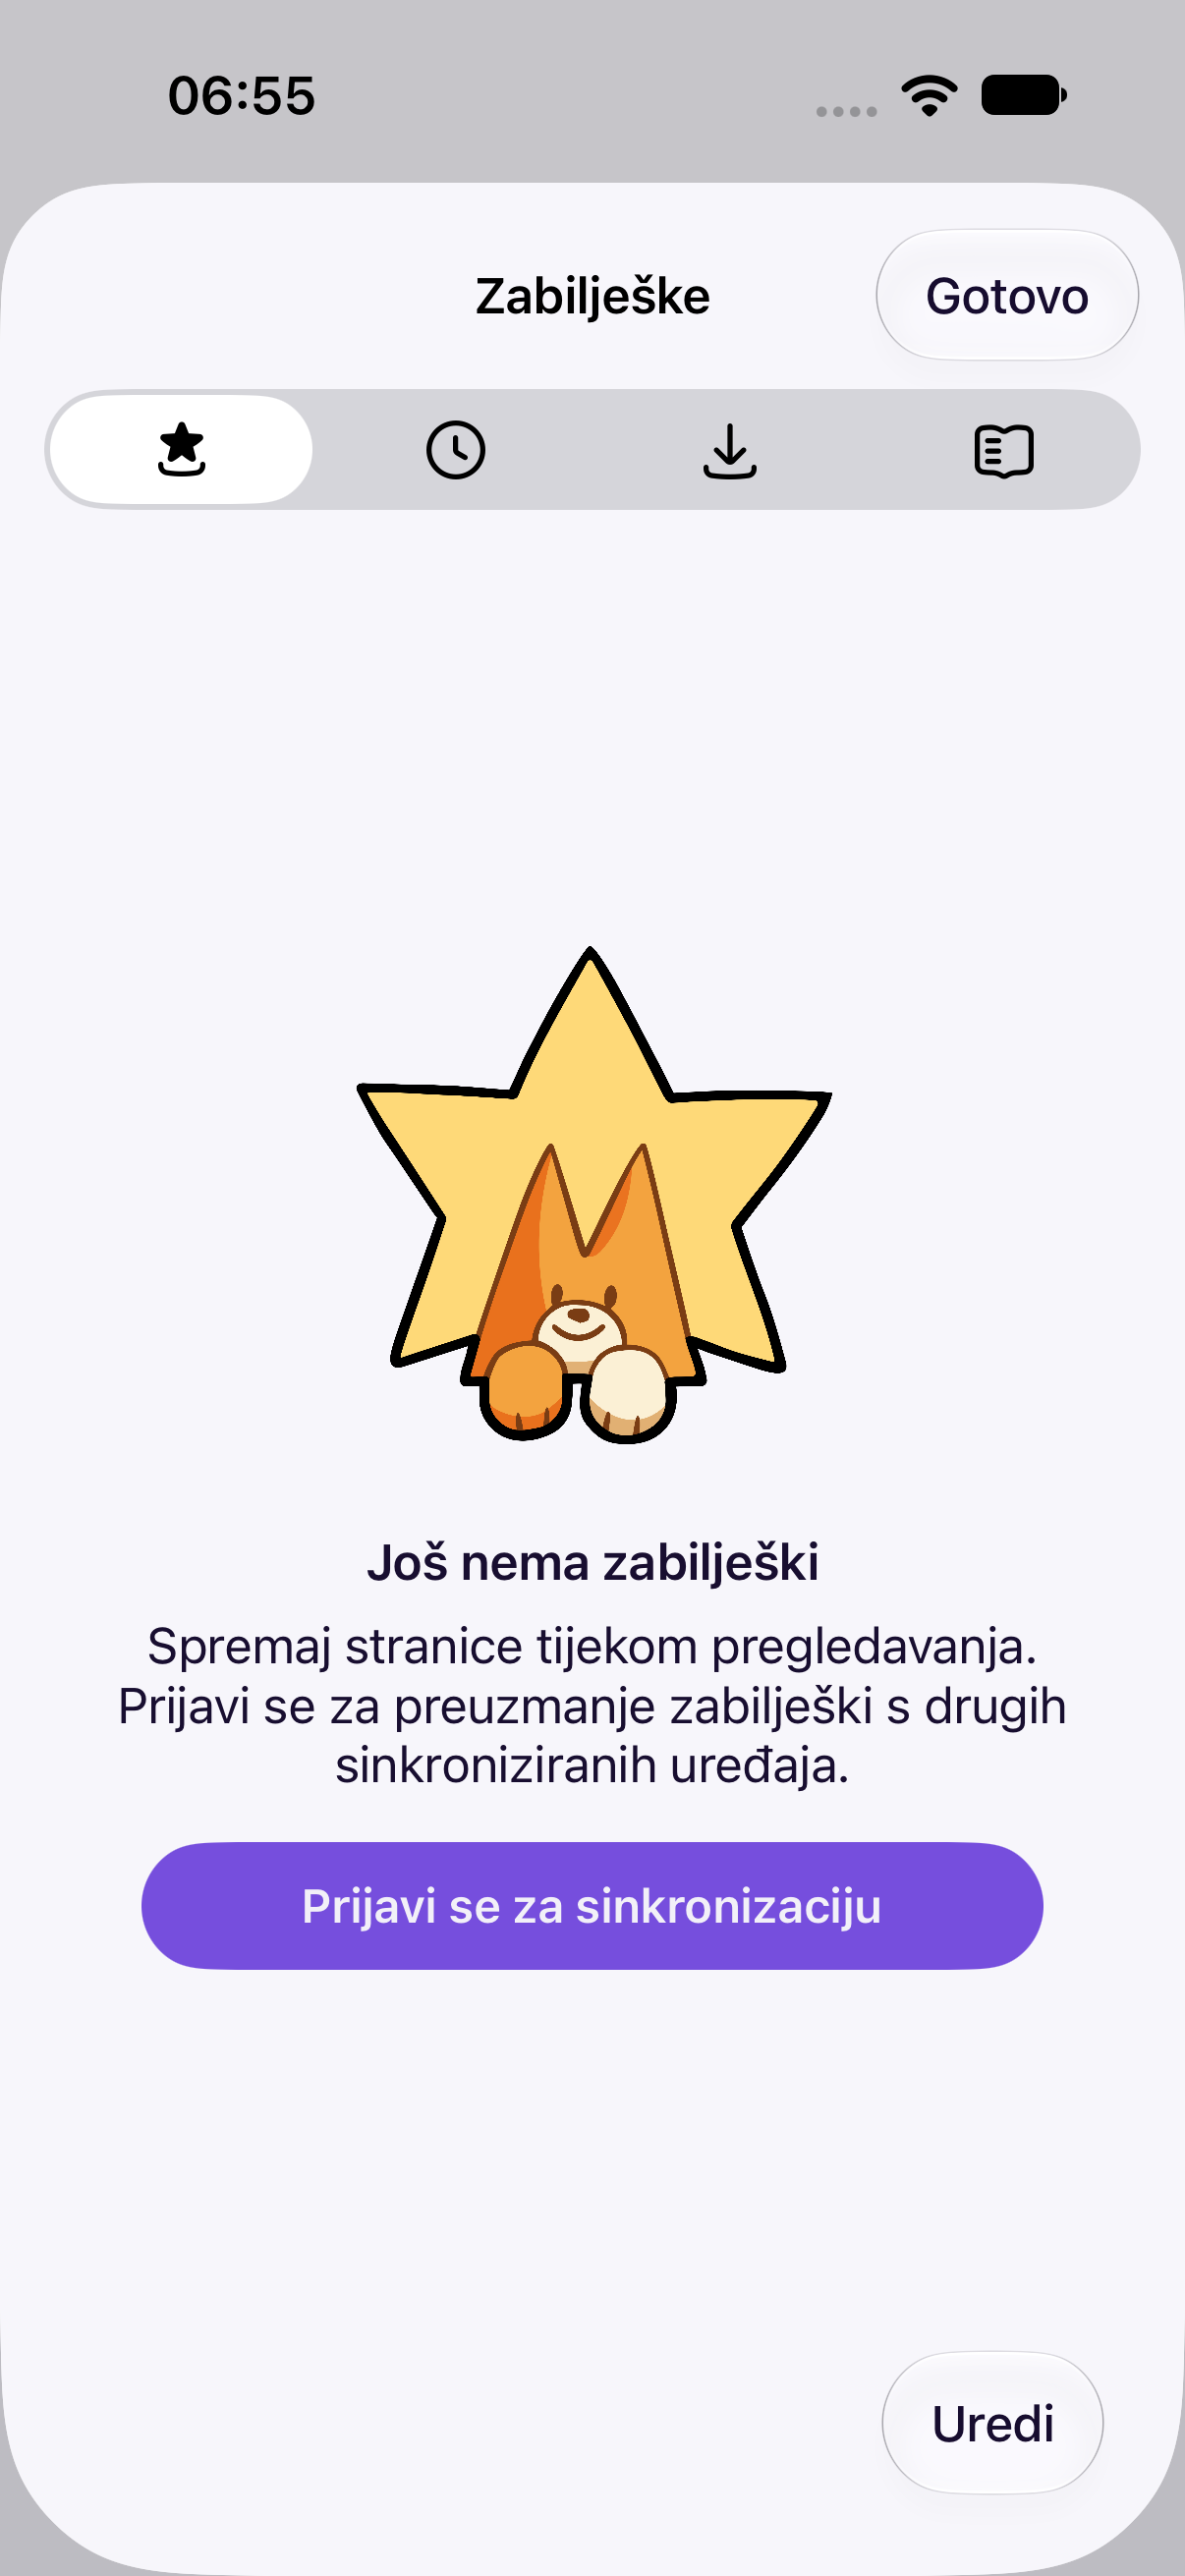 06:55
Zabilješke
Gotovo
Još nema zabilješki
Spremaj stranice tijekom pregledavanja.
Prijavi se za preuzmanje zabilješki s drugih
sinkroniziranih uređaja.
Prijavi se za sinkronizaciju
Uredi